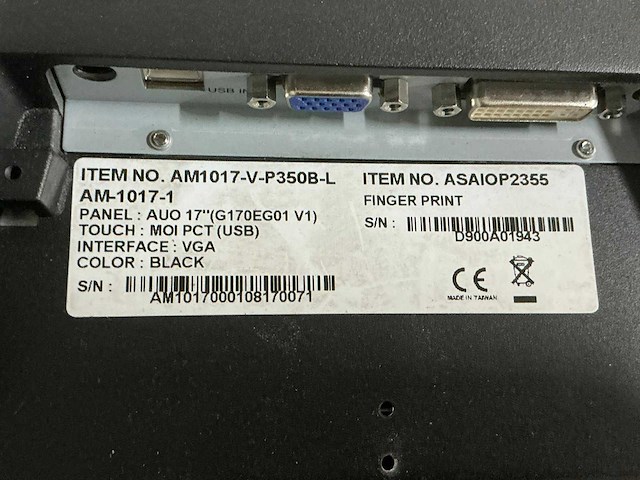 USB IN
ITEM NO. AM1017-V-P350B-L
AM-1017-1
PANEL : AUO 17"(G170EG01 V1)
TOUCH : MOI PCT (USB)
INTERFACE : VGA
COLOR : BLACK
S/N :
AM1017000108170071
ITEM NO. ASAIOP2355
FINGER PRINT
S/N :
D900A01943
CE
MADE IN TAIWAN